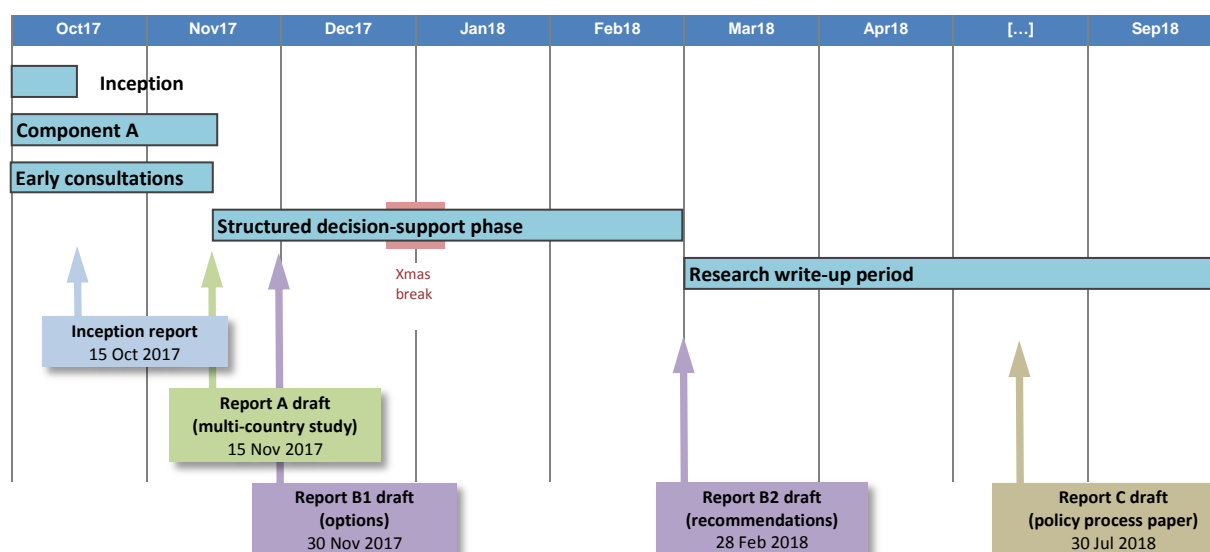 Oct17 Nov17 Dec17 Jan18 Feb18 Mar18 Apr18 [...] Sep18
Inception
Component A
Early consultations
Structured decision-support phase
Xmas
break
Research write-up period
Inception report
15 Oct 2017
Report A draft
(multi-country study)
15 Nov 2017
Report B1 draft
(options)
30 Nov 2017
Report B2 draft
(recommendations)
28 Feb 2018
Report C draft
(policy process paper)
30 Jul 2018